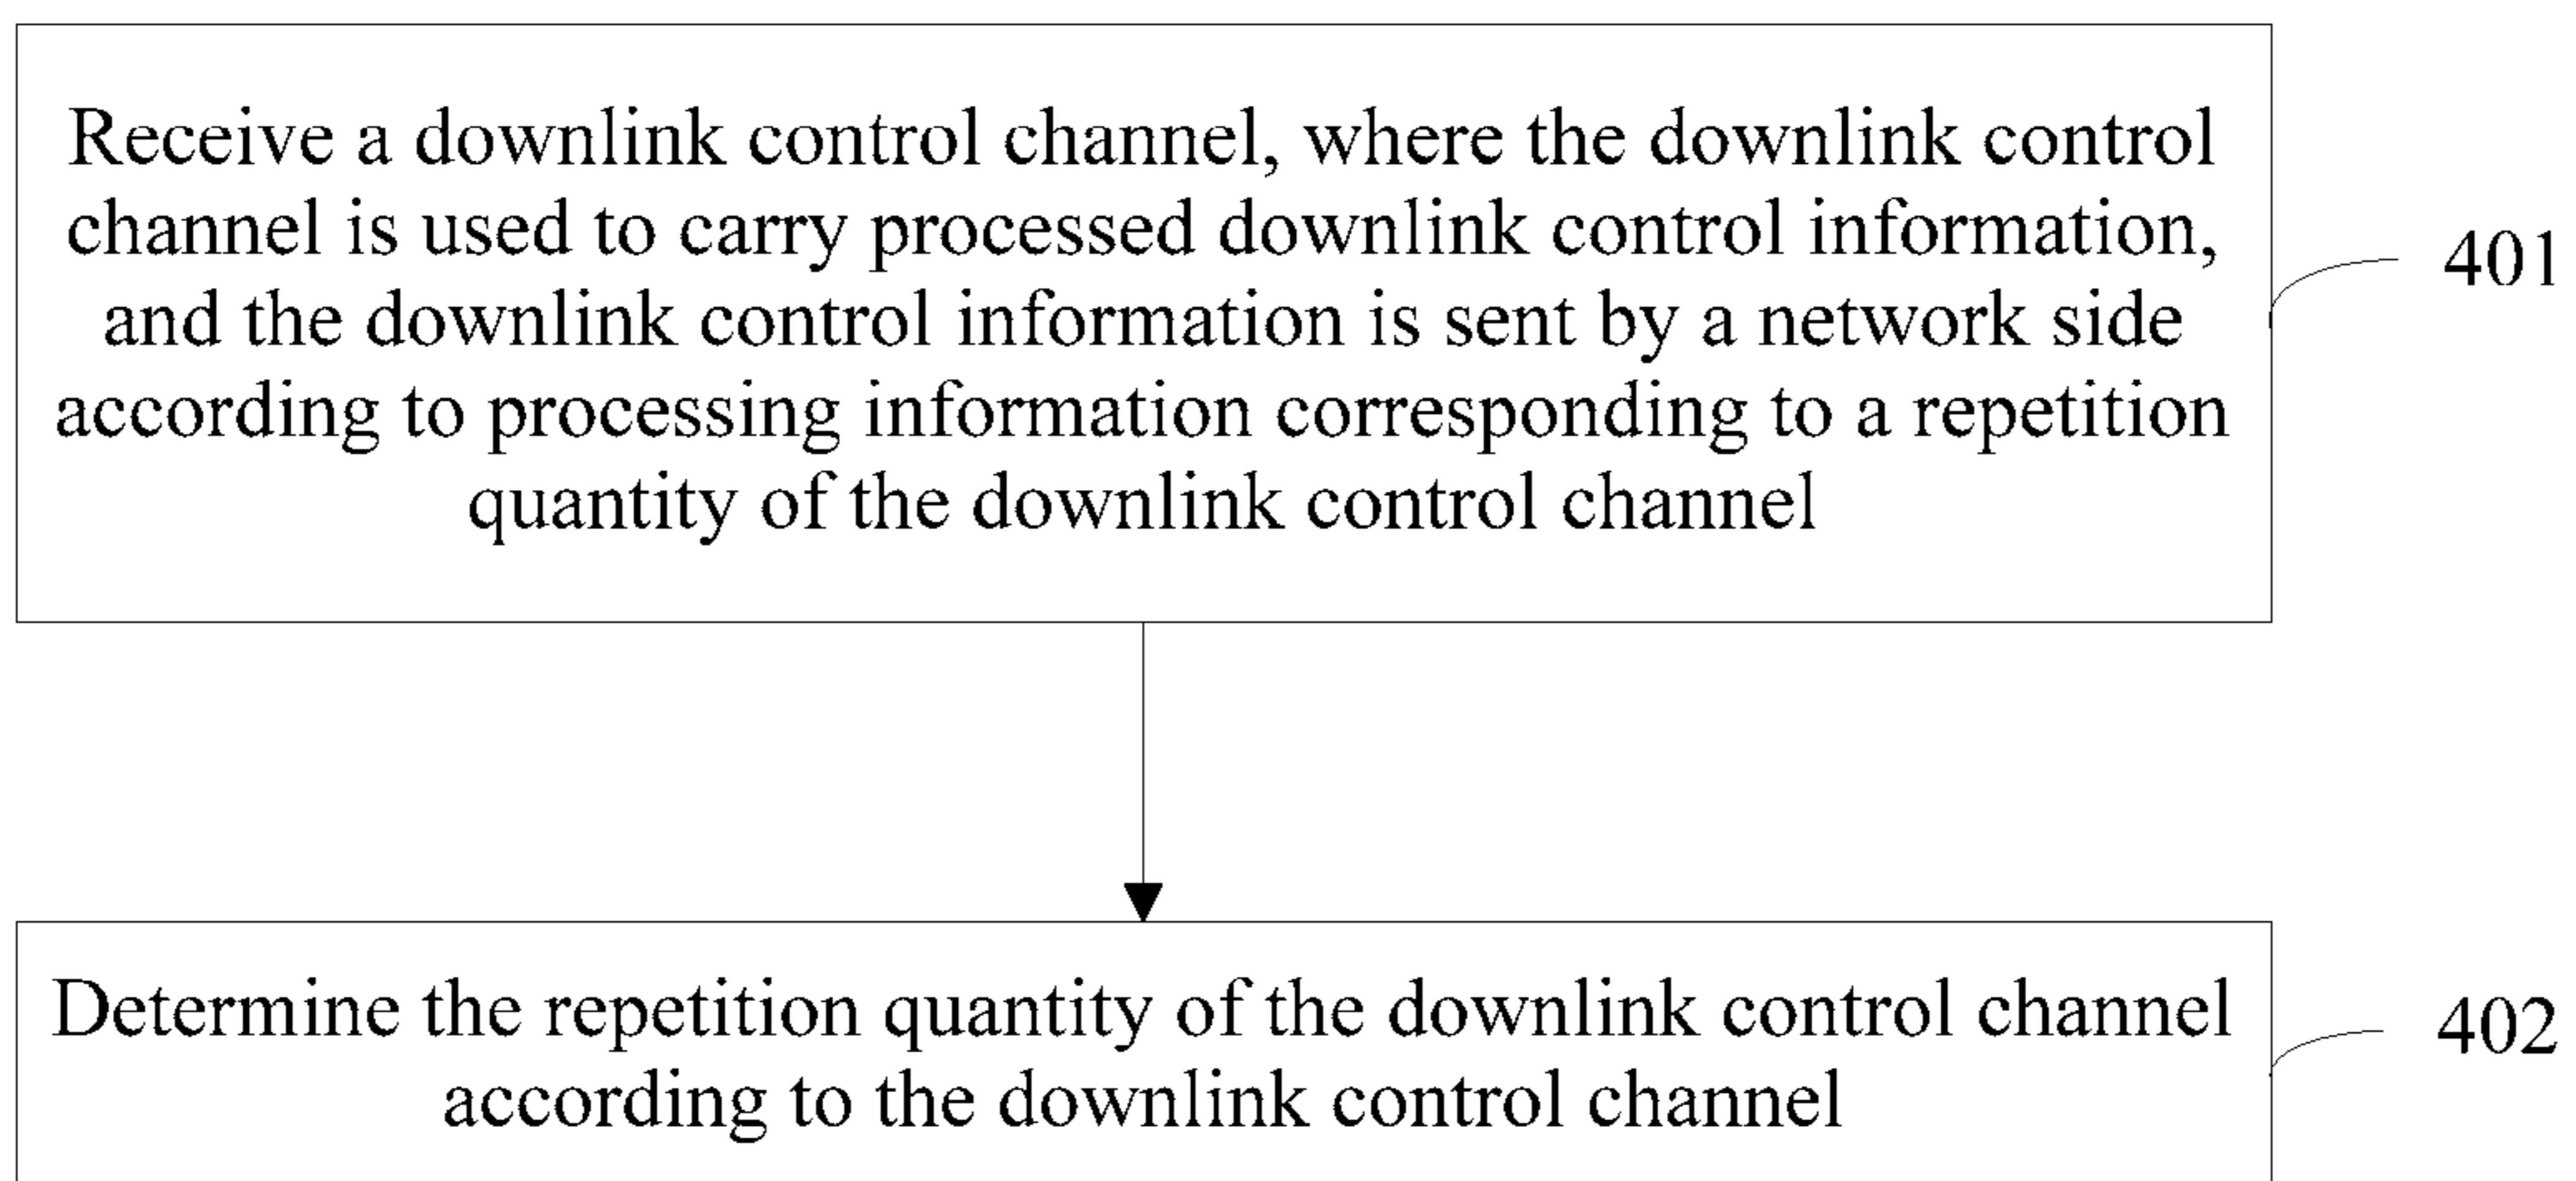 Receive a downlink control channel, where the downlink control
channel is used to carry processed downlink control information,
and the downlink control information is sent by a network side
according to processing information corresponding to a repetition
quantity of the downlink control channel
401
Determine the repetition quantity of the downlink control channel
according to the downlink control channel
402